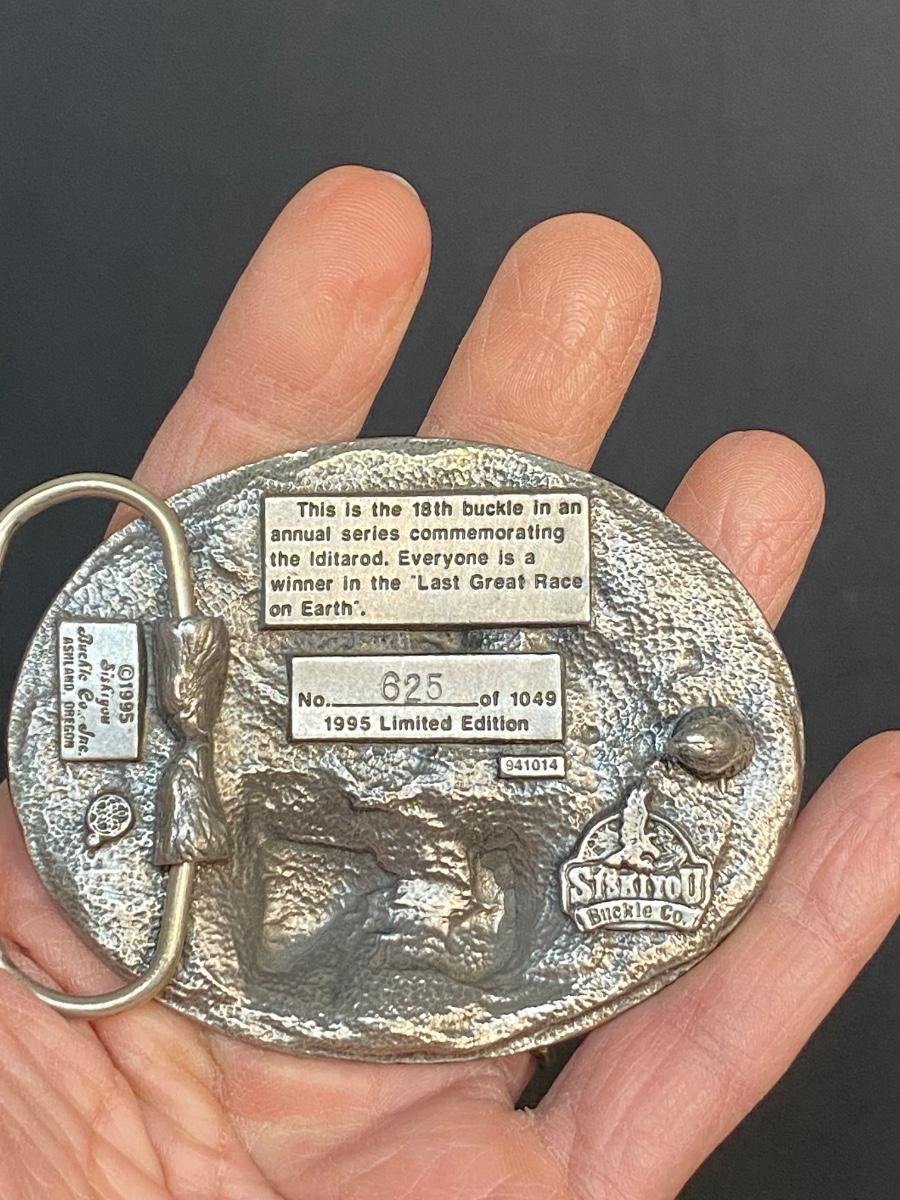 This is the 18th buckle in an
annual series commemorating
the Iditarod. Everyone is a
winner in the "Last Great Race
on Earth".
No. 625 of 1049
1995 Limited Edition
941014
©1995
Siskiyou
Buckle Co., Inc.
ASHLAND, OREGON
SISKIYOU
Buckle Co.